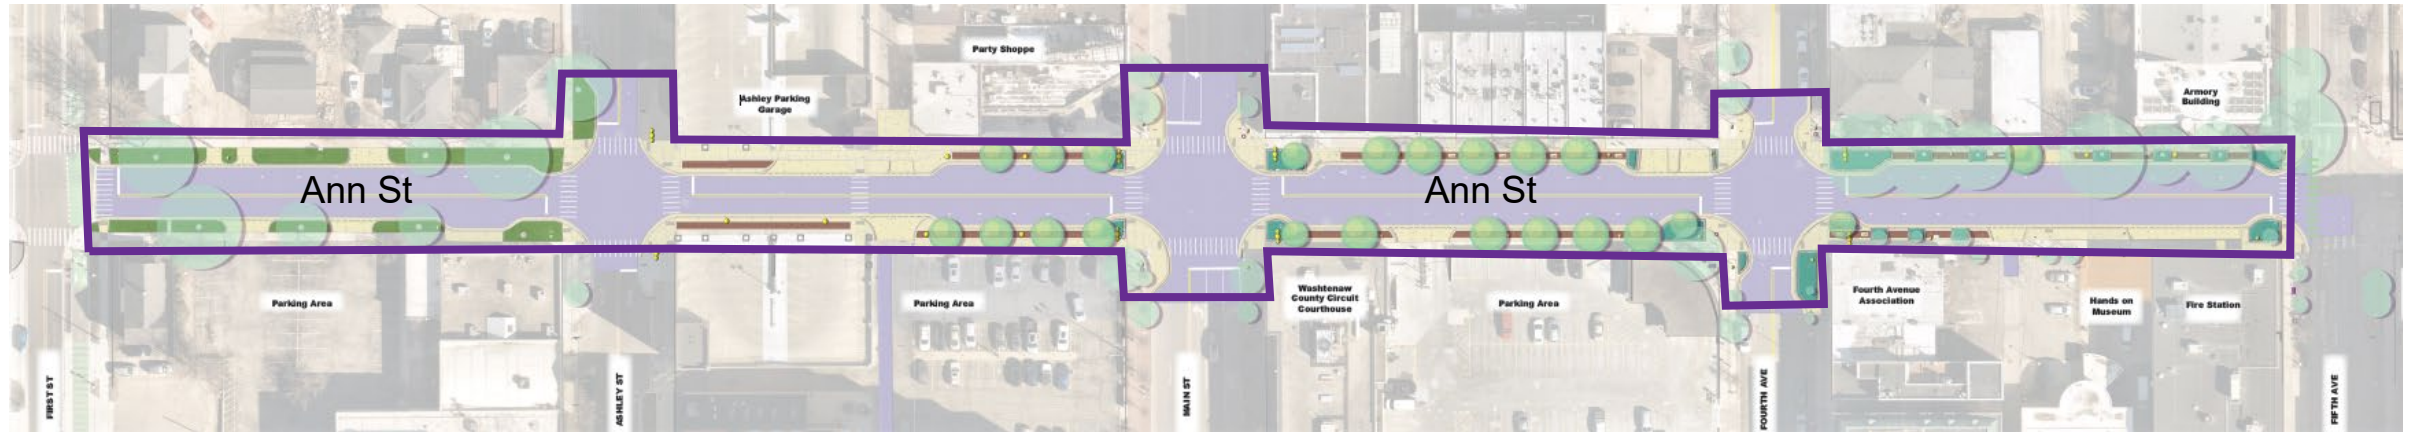 Party Shoppe
Ashley Parking
Garage
Armory
Building
Ann St
Ann St
Parking Area
Parking Area
Washtenaw
County Circuit
Courthouse
Parking Area
Fourth Avenue
Association
Hands on
Museum
Fire Station
FIRST ST
ASHLEY ST
MAIN ST
FOURTH AVE
FIFTH AVE